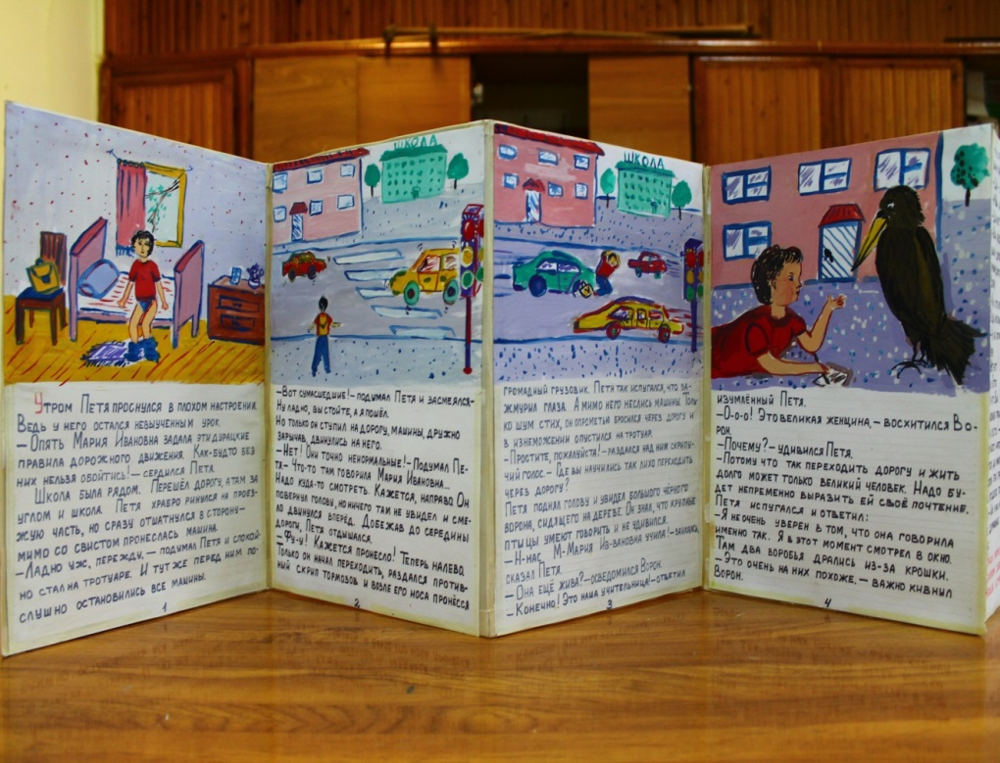 Утром Петя проснулся в плохом настроении.
Ведь у него остался невыученным урок.
– Опять Мария Ивановна задала эти дурацкие
правила дорожного движения. Как-будто без
них нельзя обойтись! – сердился Петя.
Школа была рядом. Перешёл дорогу, а там за
углом и школа. Петя храбро ринулся на проез-
жую часть, но сразу отшатнулся в сторону –
мимо со свистом пронеслась машина.
– Ладно уж, пережду, – подумал Петя и спокой-
но стал на тротуаре. И тут же перед ним по-
слушно остановились все машины.
1
ШКОЛА
– Вот сумасшедшие! – подумал Петя и засмеялся –
Ну ладно, вы стойте, а я пошёл.
Но только он ступил на дорогу, машины, дружно
зарычав, двинулись на него.
– Нет! Они точно ненормальные! – Подумал Пе-
тя – Что-то там говорила Мария Ивановна...
Надо куда-то смотреть. Кажется, направо. Он
повернул голову, но ничего там не увидел и сме-
ло двинулся вперёд. Добежав до середины
дороги, Петя отдышался.
– Фу-у! Кажется пронесло! Теперь налево.
Только он начал переходить, раздался против-
ный скрип тормозов и возле его носа пронёсся
2
ШКОЛА
громадный грузовик. Петя так испугался, что за-
жмурил глаза. А мимо него неслись машины. Толь-
ко шум стих, он опрометью бросился через дорогу и
в изнеможении опустился на тротуар.
– Простите, пожалуйста! – раздался над ним скрипу-
чий голос – Где вы научились так лихо переходить
через дорогу?
Петя поднял голову и увидел большого чёрного
ворона, сидящего на дереве. Он знал, что крупные
птицы умеют говорить и не удивился.
– Н-нас М-Мария Ив-вановна учила! – заикаясь,
сказал Петя.
– Она ещё жива? – осведомился Ворон.
– Конечно! Это наша учительница! – ответил
3
изумлённый Петя.
– О-о-о! Это великая женщина, – восхитился Во-
рон.
– Почему? – удивился Петя.
– Потому что так переходить дорогу и жить
долго может только великий человек. Надо бу-
дет непременно выразить ей своё почтение.
Петя испугался и ответил:
– Я не очень уверен в том, что она говорила
именно так. Я в этот момент смотрел в окно.
Там два воробья дрались из-за крошки.
– Это очень на них похоже, – важно кивнул
Ворон.
4